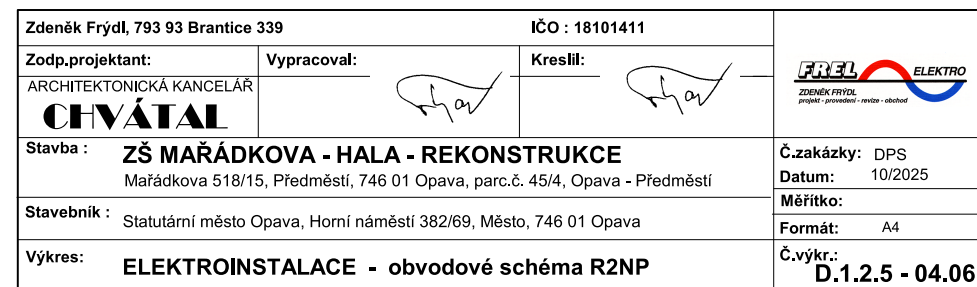 Zdeněk Frýdl, 793 93 Brantice 339 IČO : 18101411
Zodp.projektant: Vypracoval: Kreslil:
ARCHITEKTONICKÁ KANCELÁŘ
CHVÁTAL
FREL ELEKTRO
ZDENĚK FRÝDL
projekt - provedení - revize - obchod
Stavba : ZŠ MAŘÁDKOVA - HALA - REKONSTRUKCE
Mařádkova 518/15, Předměstí, 746 01 Opava, parc.č. 45/4, Opava - Předměstí
Č.zakázky: DPS
Datum: 10/2025
Stavebník : Statutární město Opava, Horní náměstí 382/69, Město, 746 01 Opava
Měřítko:
Formát: A4
Výkres: ELEKTROINSTALACE - obvodové schéma R2NP
Č.výkr.:
D.1.2.5 - 04.06